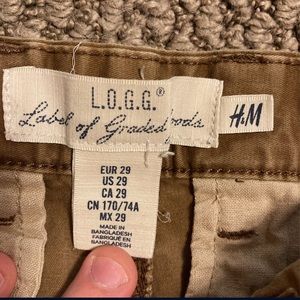 L.O.G.G.®
Label of Graded Goods
H&M
EUR 29
US 29
CA 29
CN 170/74A
MX 29
MADE IN
BANGLADESH
FABRIQUÉ EN
BANGLADESH